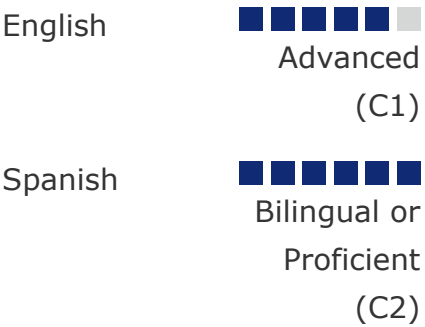 English
Advanced
(C1)
Spanish
Bilingual or
Proficient
(C2)